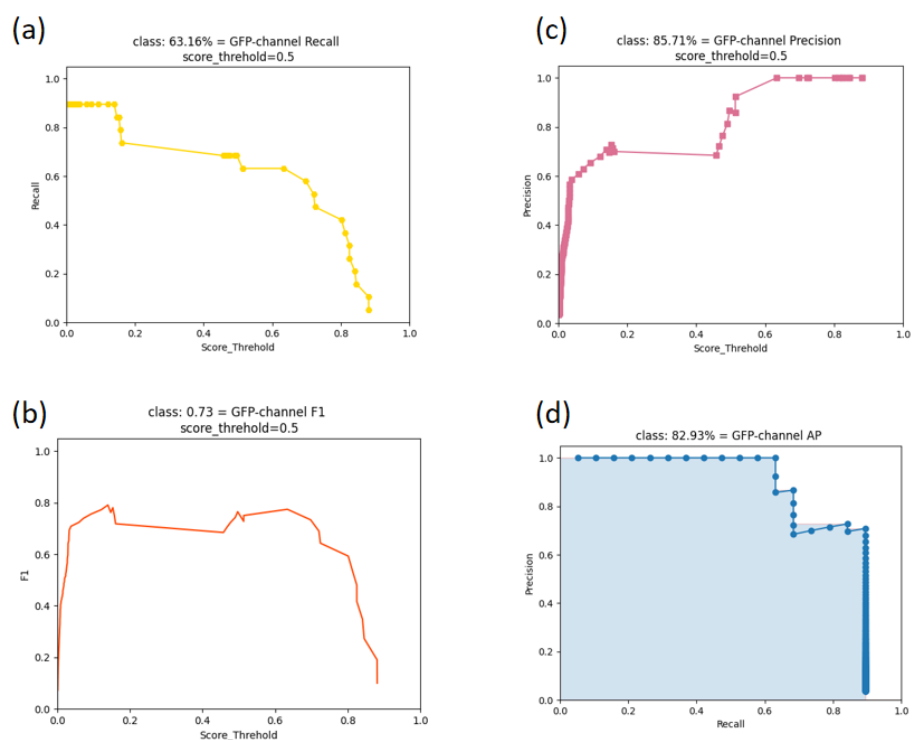 (a)
class: 63.16% = GFP-channel Recall
score_threhold=0.5
1.0
0.8
0.6
0.4
0.2
0.0
Recall
0.0 0.2 0.4 0.6 0.8 1.0
Score_Threhold
(c)
class: 85.71% = GFP-channel Precision
score_threhold=0.5
1.0
0.8
0.6
0.4
0.2
0.0
Precision
0.0 0.2 0.4 0.6 0.8 1.0
Score_Threhold
(b)
class: 0.73 = GFP-channel F1
score_threhold=0.5
1.0
0.8
0.6
0.4
0.2
0.0
F1
0.0 0.2 0.4 0.6 0.8 1.0
Score_Threhold
(d)
class: 82.93% = GFP-channel AP
1.0
0.8
0.6
0.4
0.2
0.0
Precision
0.0 0.2 0.4 0.6 0.8 1.0
Recall